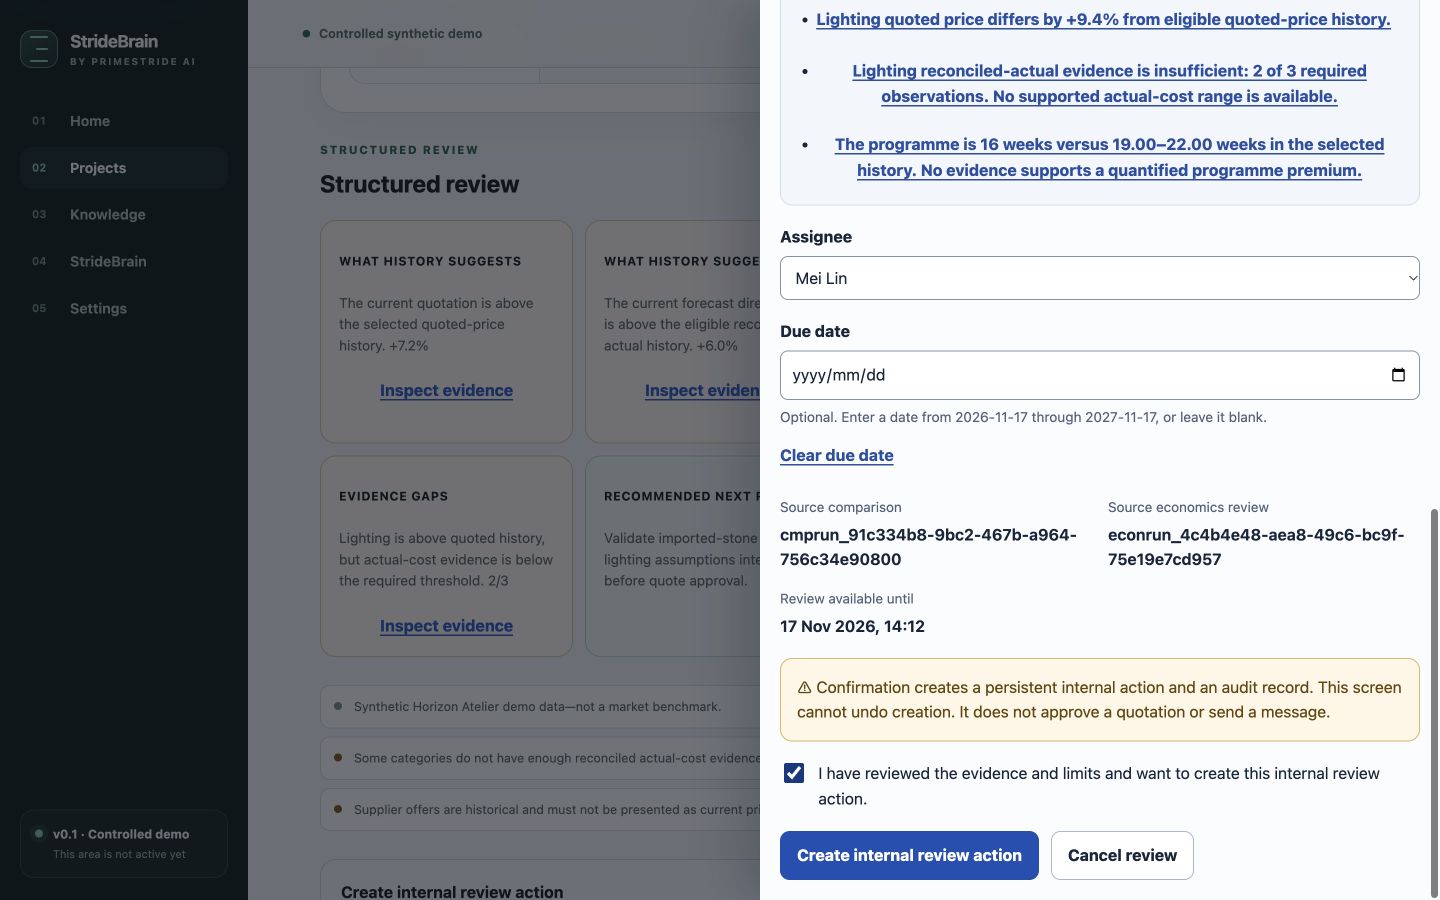 StrideBrain
BY PRIMESTRIDE AI
01 Home
02 Projects
03 Knowledge
04 StrideBrain
05 Settings
v0.1 · Controlled demo
This area is not active yet
Controlled synthetic demo
STRUCTURED REVIEW
Structured review
WHAT HISTORY SUGGESTS
The current quotation is above
the selected quoted-price
history. +7.2%
Inspect evidence
WHAT HISTORY SUGGE
The current forecast dire
is above the eligible reco
actual history. +6.0%
Inspect eviden
EVIDENCE GAPS
Lighting is above quoted history,
but actual-cost evidence is below
the required threshold. 2/3
Inspect evidence
RECOMMENDED NEXT
Validate imported-stone
lighting assumptions inte
before quote approval.
Synthetic Horizon Atelier demo data—not a market benchmark.
Some categories do not have enough reconciled actual-cost evidence
Supplier offers are historical and must not be presented as current pri
Create internal review action
• Lighting quoted price differs by +9.4% from eligible quoted-price history.
• Lighting reconciled-actual evidence is insufficient: 2 of 3 required
observations. No supported actual-cost range is available.
• The programme is 16 weeks versus 19.00–22.00 weeks in the selected
history. No evidence supports a quantified programme premium.
Assignee
Mei Lin
Due date
yyyy/mm/dd
Optional. Enter a date from 2026-11-17 through 2027-11-17, or leave it blank.
Clear due date
Source comparison
cmprun_91c334b8-9bc2-467b-a964-
756c34e90800
Source economics review
econrun_4c4b4e48-aea8-49c6-bc9f-
75e19e7cd957
Review available until
17 Nov 2026, 14:12
⚠ Confirmation creates a persistent internal action and an audit record. This screen
cannot undo creation. It does not approve a quotation or send a message.
I have reviewed the evidence and limits and want to create this internal review
action.
Create internal review action
Cancel review